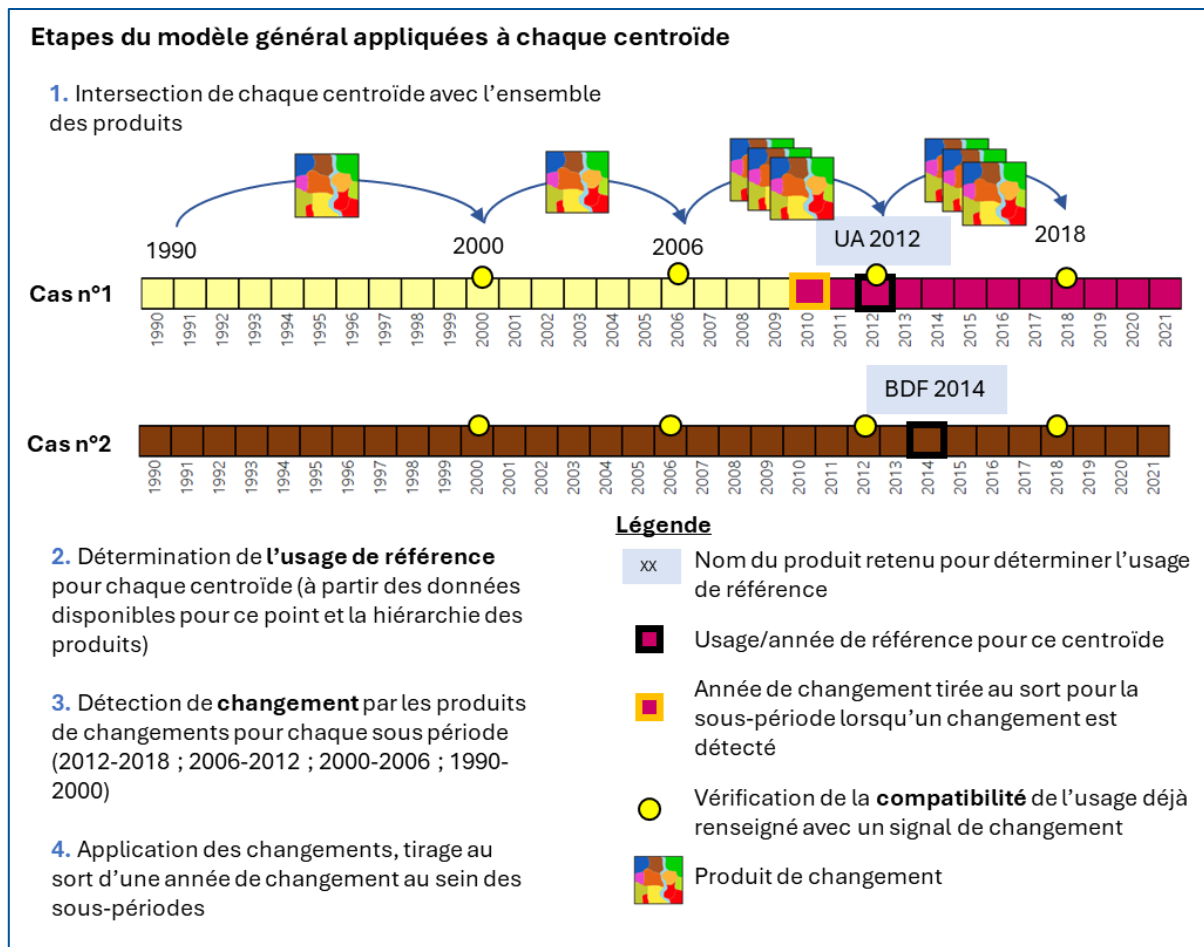 Etapes du modèle général appliquées à chaque centroïde
1. Intersection de chaque centroïde avec l’ensemble
des produits
1990
2000
2006
UA 2012
2018
Cas n°1
1990 1991 1992 1993 1994 1995 1996 1997 1998 1999 2000 2001 2002 2003 2004 2005 2006 2007 2008 2009 2010 2011 2012 2013 2014 2015 2016 2017 2018 2019 2020 2021
BDF 2014
Cas n°2
1990 1991 1992 1993 1994 1995 1996 1997 1998 1999 2000 2001 2002 2003 2004 2005 2006 2007 2008 2009 2010 2011 2012 2013 2014 2015 2016 2017 2018 2019 2020 2021
2. Détermination de l’usage de référence
pour chaque centroïde (à partir des données
disponibles pour ce point et la hiérarchie des
produits)
3. Détection de changement par les produits
de changements pour chaque sous période
(2012-2018 ; 2006-2012 ; 2000-2006 ; 1990-
2000)
4. Application des changements, tirage au
sort d’une année de changement au sein des
sous-périodes
Légende
xx
Nom du produit retenu pour déterminer l’usage
de référence
Usage/année de référence pour ce centroïde
Année de changement tirée au sort pour la
sous-période lorsqu’un changement est
détecté
Vérification de la compatibilité de l’usage déjà
renseigné avec un signal de changement
Produit de changement